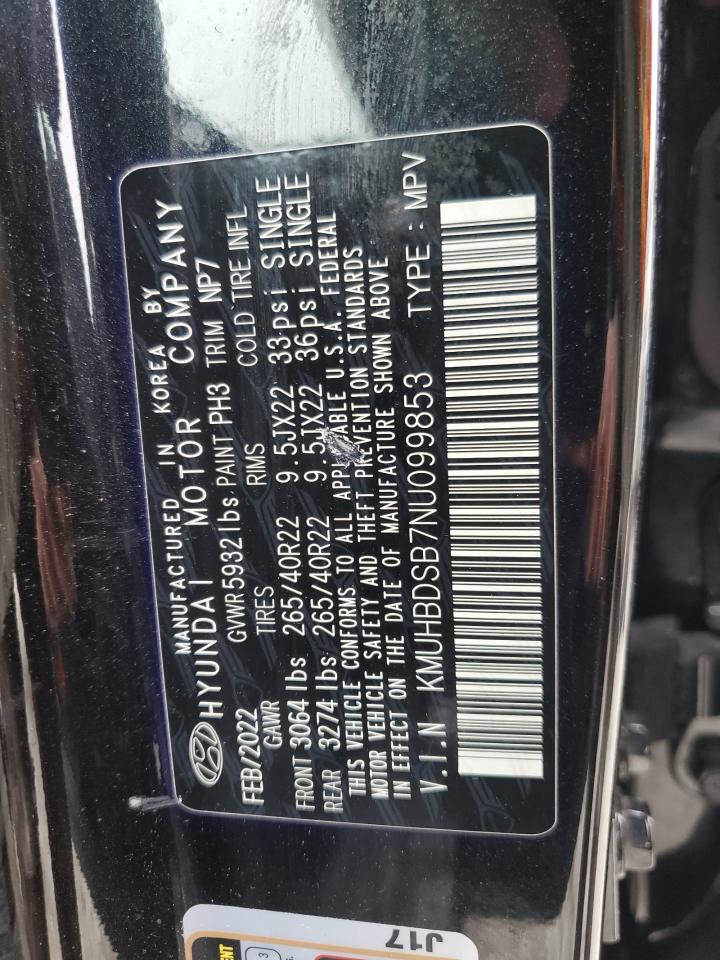 MANUFACTURED IN KOREA BY
HYUNDAI MOTOR COMPANY
GVWR 5932 lbs PAINT PH3 TRIM NP7
FEB/2022
GAWR TIRES RIMS COLD TIRE INFL
FRONT 3064 lbs 265/40R22 9.5JX22 33psi SINGLE
REAR 3274 lbs 265/40R22 9.5JX22 36psi SINGLE
THIS VEHICLE CONFORMS TO ALL APPLICABLE U.S.A. FEDERAL
MOTOR VEHICLE SAFETY AND THEFT PREVENTION STANDARDS
IN EFFECT ON THE DATE OF MANUFACTURE SHOWN ABOVE
V.I.N KMUHBDSB7NU099853 TYPE : MPV
J17
3